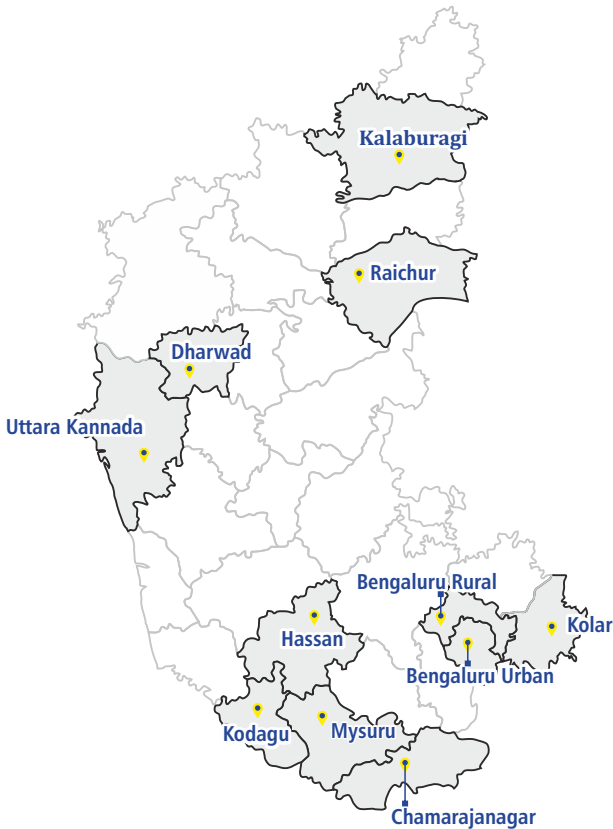 Kalaburagi
Raichur
Dharwad
Uttara Kannada
Bengaluru Rural
Kolar
Hassan
Bengaluru Urban
Kodagu
Mysuru
Chamarajanagar